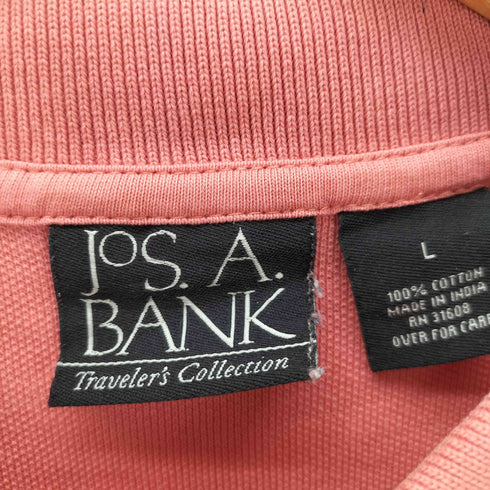 JoS. A.
BANK
Traveler's Collection
L
100% COTTON
MADE IN INDIA
RN 31608
OVER FOR CARE